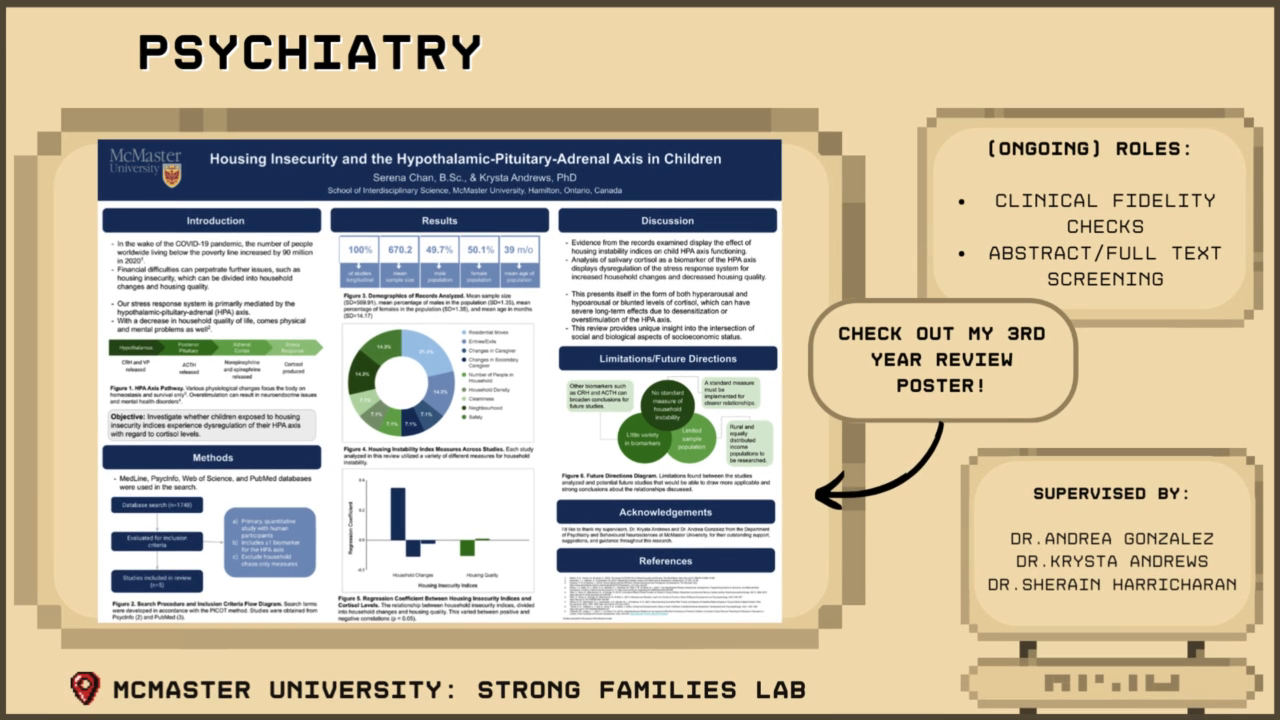 PSYCHIATRY
McMaster
University
Housing Insecurity and the Hypothalamic-Pituitary-Adrenal Axis in Children
Serena Chan, B.Sc., & Krysta Andrews, PhD
School of Interdisciplinary Science, McMaster University, Hamilton, Ontario, Canada
Introduction
- In the wake of the COVID-19 pandemic, the number of people
worldwide living below the poverty line increased by 90 million
in 2020¹.
- Financial difficulties can perpetrate further issues, such as
housing insecurity, which can be divided into household
changes and housing quality.
- Our stress response system is primarily mediated by the
hypothalamic-pituitary-adrenal (HPA) axis.
- With a decrease in household quality of life, comes physical
and mental problems as well².
Hypothalamus
Posterior
Pituitary
Adrenal
Cortex
Stress
Response
CRH and VP
released
ACTH
released
Norepinephrine
and epinephrine
released
Cortisol
produced
Figure 1. HPA Axis Pathway. Various physiological changes focus the body on
homeostasis and survival only³. Overstimulation can result in neuroendocrine issues
and mental health disorders⁴.
Objective: Investigate whether children exposed to housing
insecurity indices experience dysregulation of their HPA axis
with regard to cortisol levels.
Methods
- MedLine, PsycInfo, Web of Science, and PubMed databases
were used in the search.
Database search (n=1746)
Evaluated for inclusion
criteria
Studies included in review
(n=5)
a) Primary quantitative
study with human
participants
b) Includes ≥1 biomarker
for the HPA axis
c) Exclude household
chaos only measures
Figure 2. Search Procedure and Inclusion Criteria Flow Diagram. Search terms
were developed in accordance with the PICOT method. Studies were obtained from
PsycInfo (2) and PubMed (3).
Results
100%
of studies
longitudinal
670.2
mean
sample size
49.7%
male
population
50.1%
female
population
39 m/o
mean age of
population
Figure 3. Demographics of Records Analyzed. Mean sample size
(SD=569.91), mean percentage of males in the population (SD=1.35), mean
percentage of females in the population (SD=1.38), and mean age in months
(SD=14.17)
21.4%
14.3%
7.1%
7.1%
7.1%
7.1%
7.1%
14.3%
14.3%
Residential Moves
Entries/Exits
Changes in Caregiver
Changes in Secondary
Caregiver
Number of People in
Household
Household Density
Cleanliness
Neighbourhood
Safety
Figure 4. Housing Instability Index Measures Across Studies. Each study
analyzed in this review utilized a variety of different measures for household
instability.
Regression Coefficient
0.4
0.2
0.0
-0.2
Household Changes
Housing Quality
Housing Insecurity Indices
Figure 5. Regression Coefficient Between Housing Insecurity Indices and
Cortisol Levels. The relationship between household insecurity indices, divided
into household changes and housing quality. This varied between positive and
negative correlations (p < 0.05).
Discussion
- Evidence from the records examined display the effect of
housing instability indices on child HPA axis functioning.
- Analysis of salivary cortisol as a biomarker of the HPA axis
displays dysregulation of the stress response system for
increased household changes and decreased household quality.
- This presents itself in the form of both hyperarousal and
hypoarousal or blunted levels of cortisol, which can have
severe long-term effects due to desensitization or
overstimulation of the HPA axis.
- This review provides unique insight into the intersection of
social and biological aspects of socioeconomic status.
Limitations/Future Directions
Other biomarkers such
as CRH and ACTH can
broaden conclusions for
future studies.
No standard
measure of
household
instability
A standard measure
must be
implemented for
clearer relationships.
Little variety
in biomarkers
Limited
sample
population
Rural and
equally
distributed
income
populations to
be researched.
Figure 6. Future Directions Diagram. Limitations found between the studies
analyzed and potential future studies that would be able to draw more applicable and
strong conclusions about the relationships discussed.
Acknowledgements
I'd like to thank my supervisors, Dr. Krysta Andrews and Dr. Andrea Gonzalez from the Department
of Psychiatry and Behavioural Neurosciences at McMaster University, for their outstanding support,
suggestions, and guidance throughout this research.
References
(ONGOING) ROLES:
• CLINICAL FIDELITY
CHECKS
• ABSTRACT/FULL TEXT
SCREENING
CHECK OUT MY 3RD
YEAR REVIEW
POSTER!
SUPERVISED BY:
DR.ANDREA GONZALEZ
DR.KRYSTA ANDREWS
DR.SHERAIN HARRICHARAN
MCMASTER UNIVERSITY: STRONG FAMILIES LAB